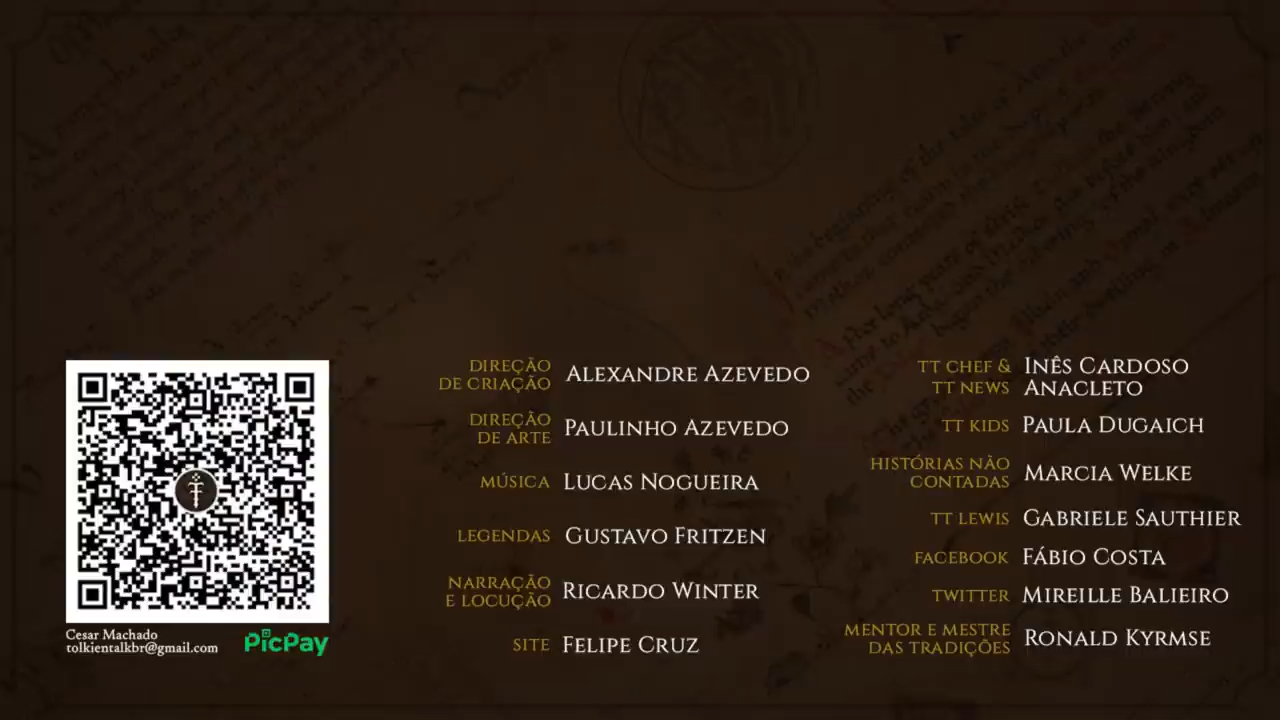 DIREÇÃO
DE CRIAÇÃO
ALEXANDRE AZEVEDO
DIREÇÃO
DE ARTE
PAULINHO AZEVEDO
MÚSICA
LUCAS NOGUEIRA
LEGENDAS
GUSTAVO FRITZEN
NARRAÇÃO
E LOCUÇÃO
RICARDO WINTER
SITE
FELIPE CRUZ
TT CHEF &
TT NEWS
INÊS CARDOSO
ANACLETO
TT KIDS
PAULA DUGAICH
HISTÓRIAS NÃO
CONTADAS
MARCIA WELKE
TT LEWIS
GABRIELE SAUTHIER
FACEBOOK
FÁBIO COSTA
TWITTER
MIREILLE BALIEIRO
MENTOR E MESTRE
DAS TRADIÇÕES
RONALD KYRMSE
Cesar Machado
tolkientalkbr@gmail.com
PicPay